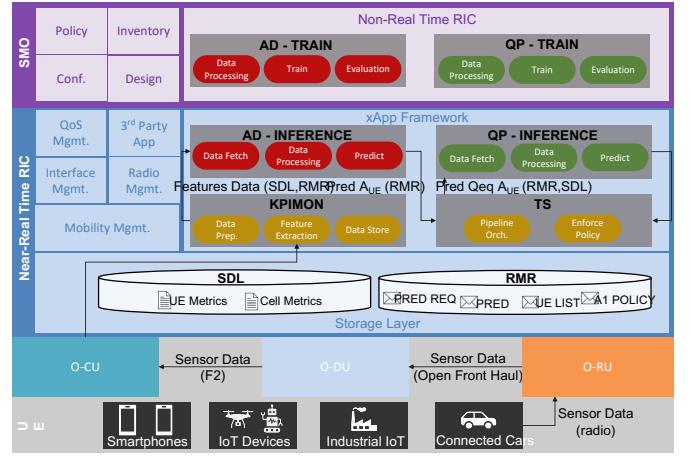 SMO
Policy
Inventory
Conf.
Design
Non-Real Time RIC
AD - TRAIN
Data
Processing
Train
Evaluation
QP - TRAIN
Data
Processing
Train
Evaluation
Near-Real Time RIC
QoS
Mgmt.
3rd Party
App
Interface
Mgmt.
Radio
Mgmt.
Mobility Mgmt.
xApp Framework
AD - INFERENCE
Data Fetch
Data
Processing
Predict
QP - INFERENCE
Data Fetch
Data
Processing
Predict
Features Data (SDL,RMR)
Pred AUE (RMR)
Pred Qeq AUE (RMR,SDL)
KPIMON
Data
Prep.
Feature
Extraction
Data Store
TS
Pipeline
Orch.
Enforce
Policy
SDL
UE Metrics
Cell Metrics
RMR
PRED REQ
PRED
UE LIST
A1 POLICY
Storage Layer
O-CU
Sensor Data
(F2)
O-DU
Sensor Data
(Open Front Haul)
O-RU
UE
Smartphones
IoT Devices
Industrial IoT
Connected Cars
Sensor Data
(radio)